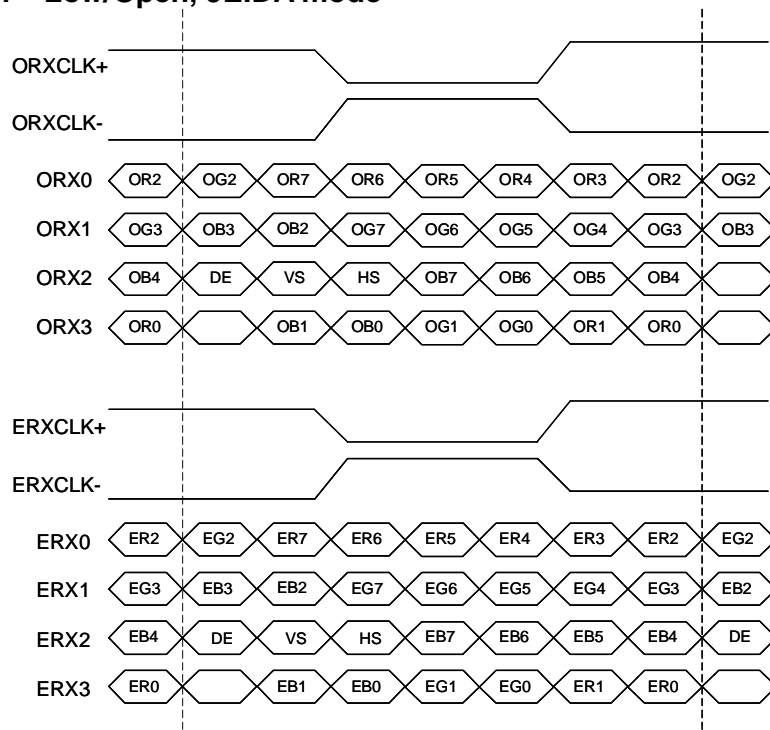 Low/Open, JEIDA mode
ORXCLK+
ORXCLK-
ORX0 OR2 OG2 OR7 OR6 OR5 OR4 OR3 OR2 OG2
ORX1 OG3 OB3 OB2 OG7 OG6 OG5 OG4 OG3 OB3
ORX2 OB4 DE VS HS OB7 OB6 OB5 OB4
ORX3 OR0 OB1 OB0 OG1 OG0 OR1 OR0
ERXCLK+
ERXCLK-
ERX0 ER2 EG2 ER7 ER6 ER5 ER4 ER3 ER2 EG2
ERX1 EG3 EB3 EB2 EG7 EG6 EG5 EG4 EG3 EB2
ERX2 EB4 DE VS HS EB7 EB6 EB5 EB4 DE
ERX3 ER0 EB1 EB0 EG1 EG0 ER1 ER0